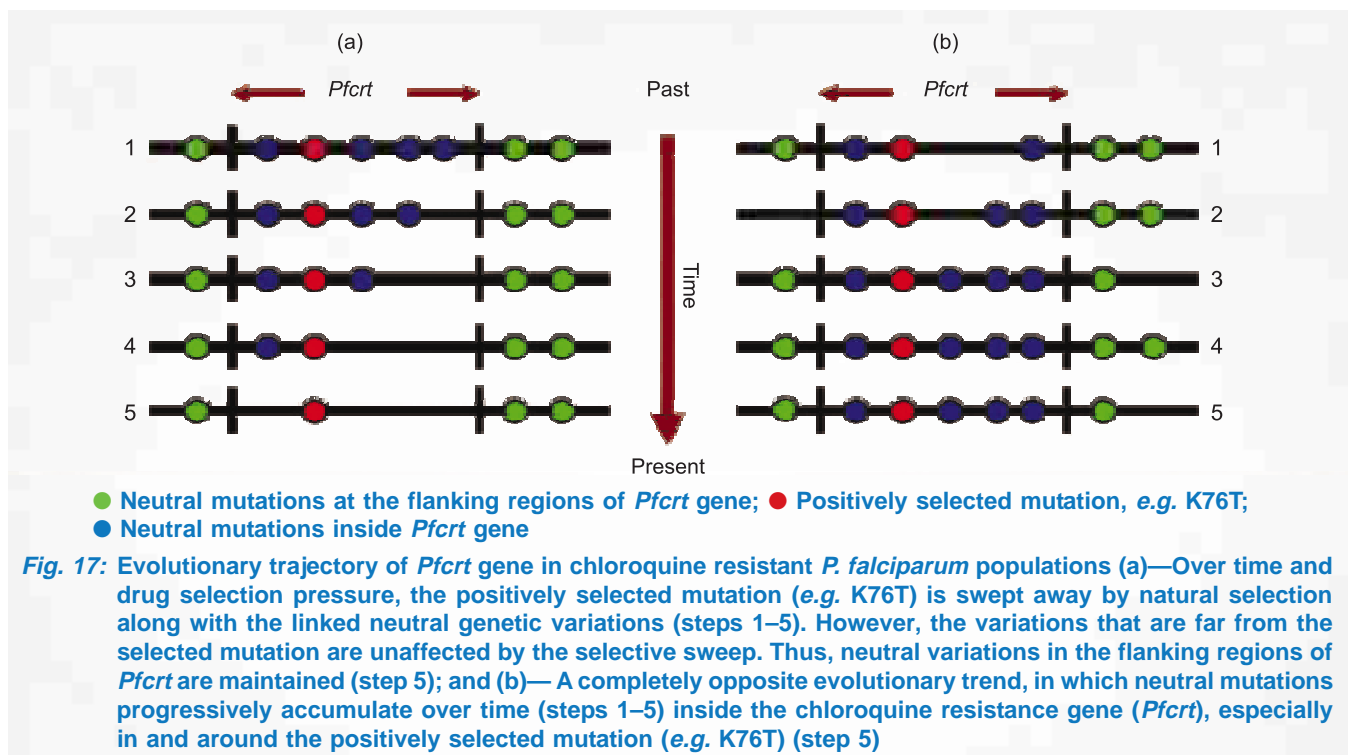 (a) (b)
Pfcrt Past Pfcrt
1 1
2 2
3 Time 3
4 4
5 5
Present
Neutral mutations at the flanking regions of Pfcrt gene; Positively selected mutation, e.g. K76T;
Neutral mutations inside Pfcrt gene
Fig. 17: Evolutionary trajectory of Pfcrt gene in chloroquine resistant P. falciparum populations (a)—Over time and
drug selection pressure, the positively selected mutation (e.g. K76T) is swept away by natural selection
along with the linked neutral genetic variations (steps 1–5). However, the variations that are far from the
selected mutation are unaffected by the selective sweep. Thus, neutral variations in the flanking regions of
Pfcrt are maintained (step 5); and (b)— A completely opposite evolutionary trend, in which neutral mutations
progressively accumulate over time (steps 1–5) inside the chloroquine resistance gene (Pfcrt), especially
in and around the positively selected mutation (e.g. K76T) (step 5)